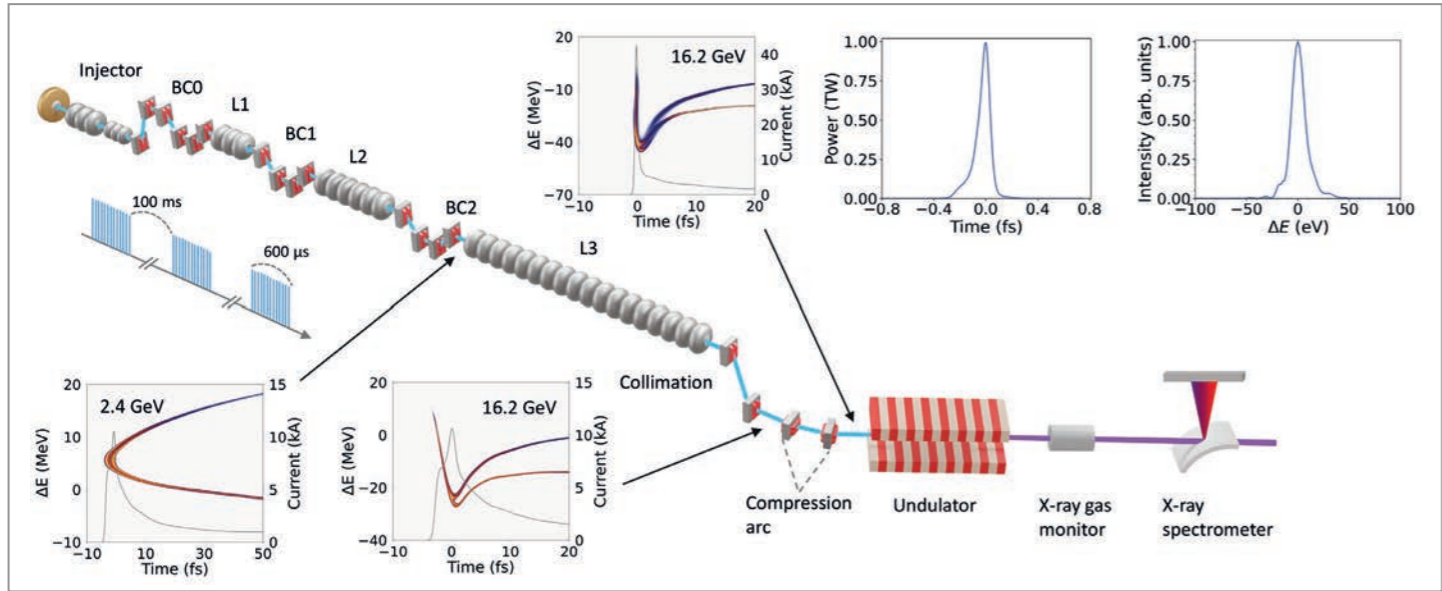 Injector
BC0
L1
BC1
L2
BC2
L3
100 ms
600 μs
16.2 GeV
ΔE (MeV)
20
-10
-40
-70
-10
0
10
20
Time (fs)
Current (kA)
40
30
20
10
0
Power (TW)
1.00
0.75
0.50
0.25
0.00
-0.8
-0.4
0.0
0.4
0.8
Time (fs)
Intensity (arb. units)
1.00
0.75
0.50
0.25
0.00
-100
-50
0
50
100
ΔE (eV)
2.4 GeV
ΔE (MeV)
20
10
0
-10
-10
10
30
50
Time (fs)
Current (kA)
15
10
5
0
16.2 GeV
ΔE (MeV)
20
0
-20
-40
0
10
20
Time (fs)
Current (kA)
15
10
5
0
Collimation
Compression
arc
Undulator
X-ray gas
monitor
X-ray
spectrometer